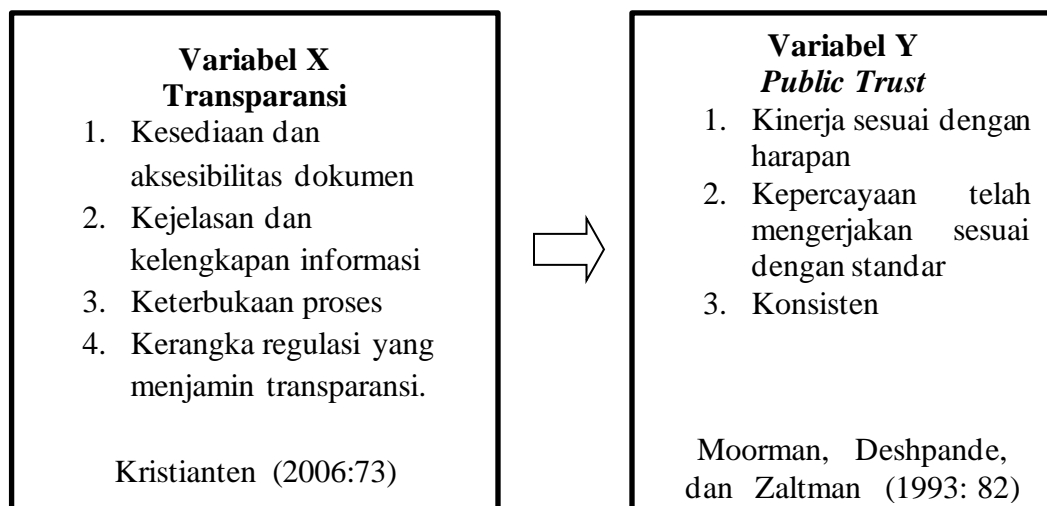 Variabel X
Transparansi
1. Kesediaan dan
aksesibilitas dokumen
2. Kejelasan dan
kelengkapan informasi
3. Keterbukaan proses
4. Kerangka regulasi yang
menjamin transparansi.
Kristianten (2006:73)
Variabel Y
Public Trust
1. Kinerja sesuai dengan
harapan
2. Kepercayaan telah
mengerjakan sesuai
dengan standar
3. Konsisten
Moorman, Deshpande,
dan Zaltman (1993: 82)